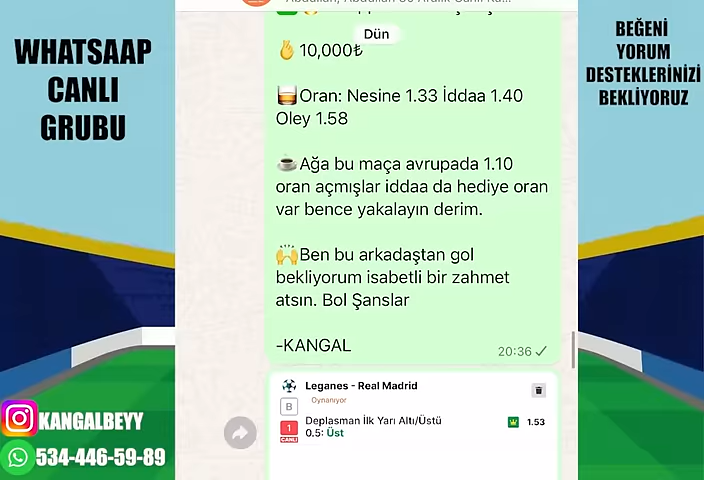 WHATSAAP
CANLI
GRUBU
BEĞENİ
YORUM
DESTEKLERİNİZİ
BEKLİYORUZ
Dün
10,000₺
Oran: Nesine 1.33 İddaa 1.40
Oley 1.58
Ağa bu maça avrupada 1.10
oran açmışlar iddaa da hediye oran
var bence yakalayın derim.
Ben bu arkadaştan gol
bekliyorum isabetli bir zahmet
atsın. Bol Şanslar
-KANGAL
20:36
Leganes - Real Madrid
Oynanıyor
B
1
CANLI
Deplasman İlk Yarı Altı/Üstü
0.5: Üst
1.53
KANGALBEYY
534-446-59-89